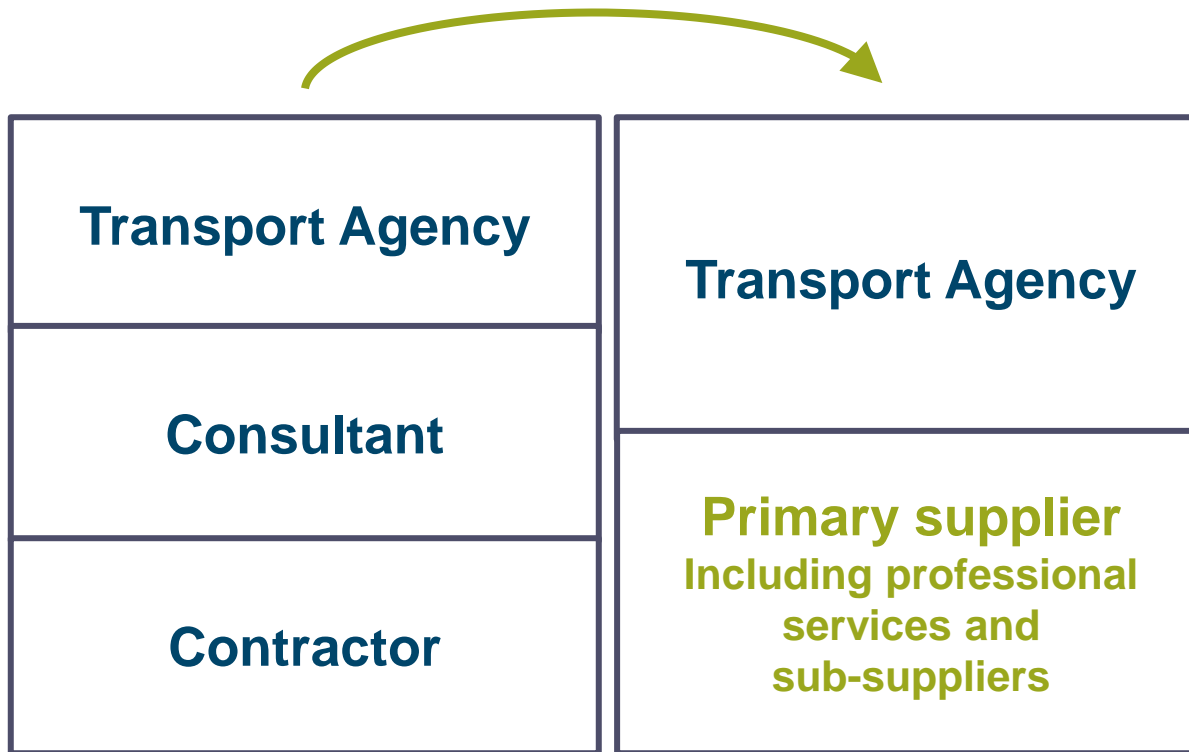 Transport Agency
Consultant
Contractor
Transport Agency
Primary supplier
Including professional
services and
sub-suppliers